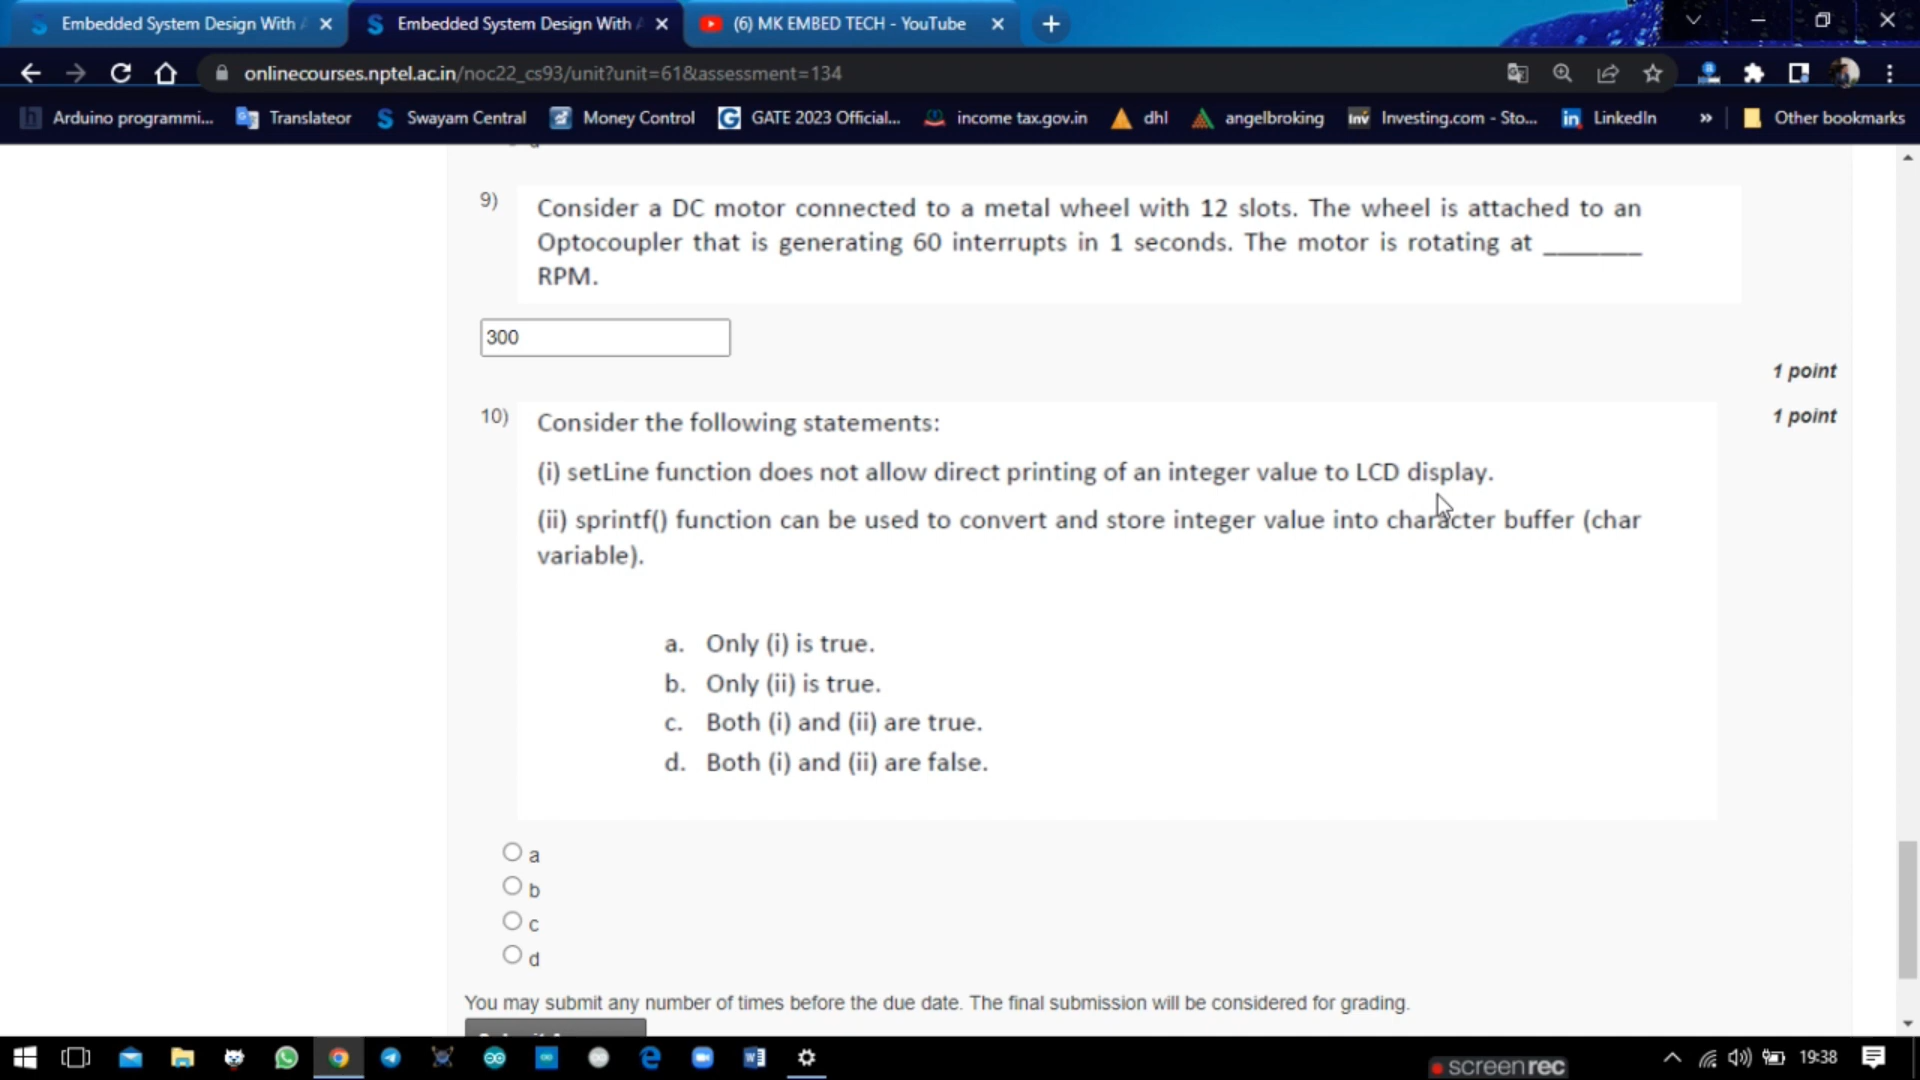 Embedded System Design With
Embedded System Design With
(6) MK EMBED TECH - YouTube
onlinecourses.nptel.ac.in/noc22_cs93/unit?unit=61&assessment=134
Arduino programmi...
Translateor
Swayam Central
Money Control
GATE 2023 Official...
income tax.gov.in
dhl
angelbroking
Investing.com - Sto...
LinkedIn
»
Other bookmarks
9)
Consider a DC motor connected to a metal wheel with 12 slots. The wheel is attached to an
Optocoupler that is generating 60 interrupts in 1 seconds. The motor is rotating at _______
RPM.
300
1 point
10)
Consider the following statements:
1 point
(i) setLine function does not allow direct printing of an integer value to LCD display.
(ii) sprintf() function can be used to convert and store integer value into character buffer (char
variable).
a. Only (i) is true.
b. Only (ii) is true.
c. Both (i) and (ii) are true.
d. Both (i) and (ii) are false.
a
b
c
d
You may submit any number of times before the due date. The final submission will be considered for grading.
screenrec
19:38